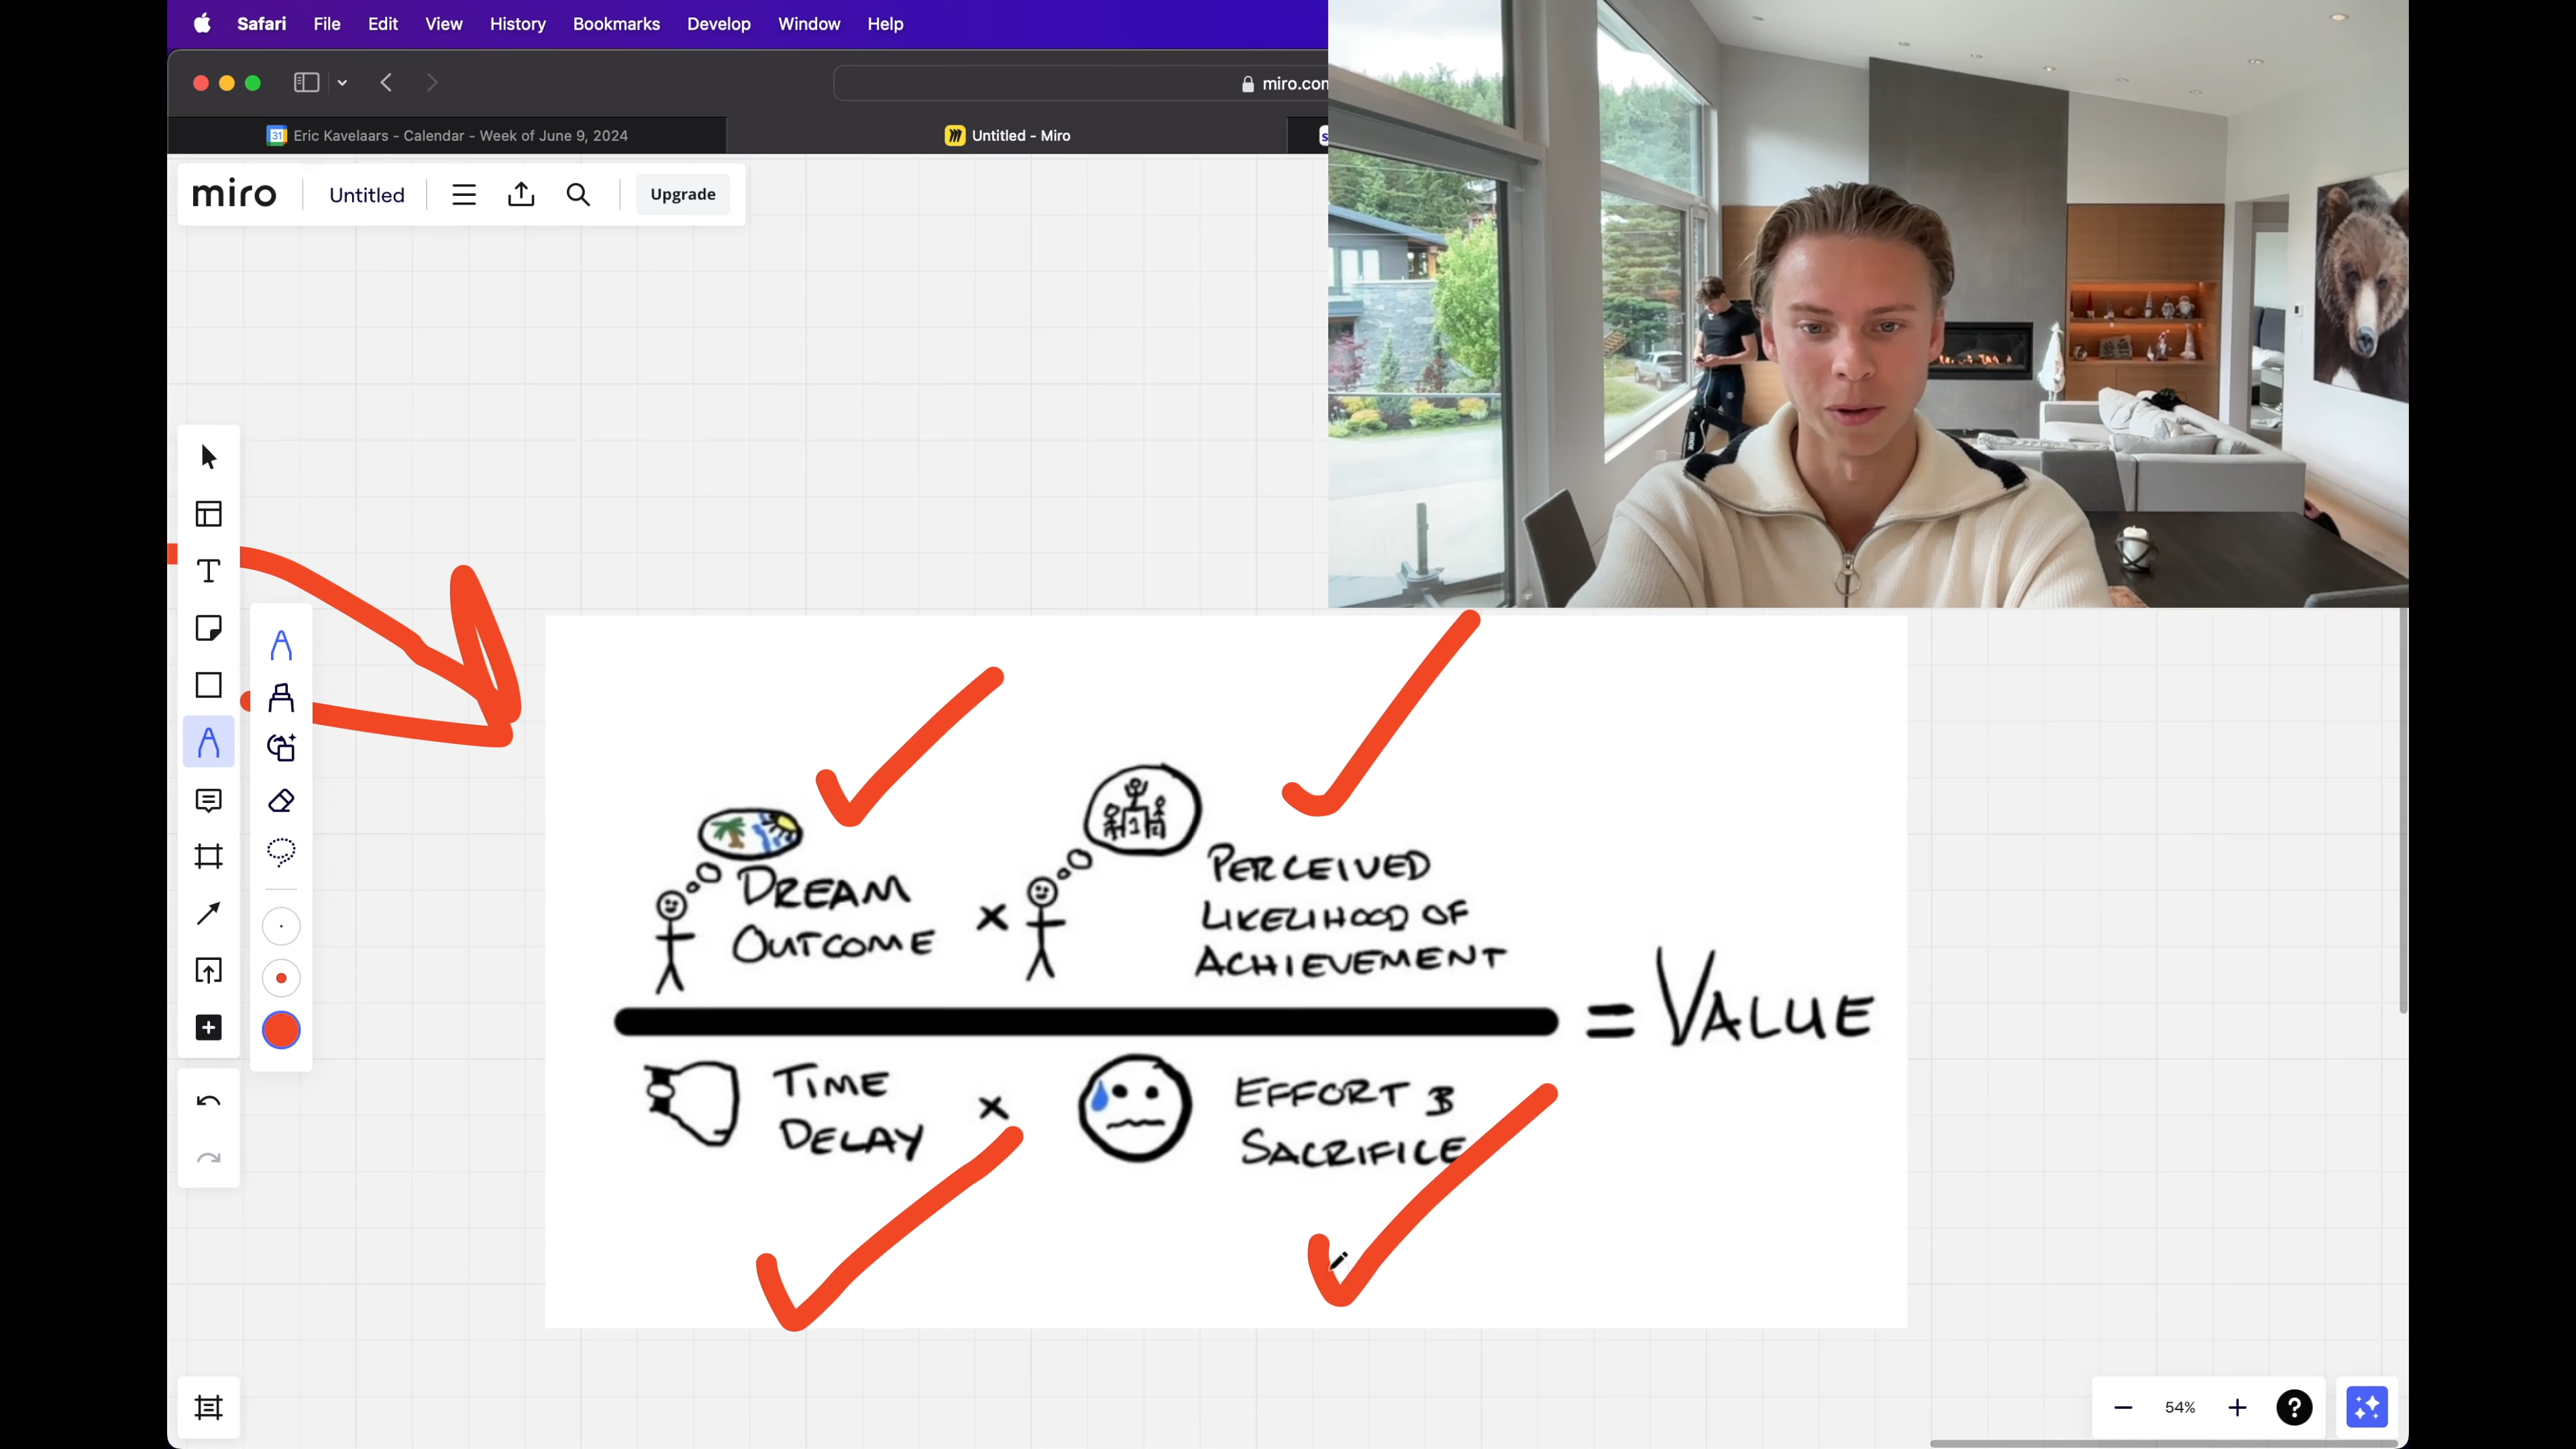 Safari File Edit View History Bookmarks Develop Window Help
miro.com
31 Eric Kavelaars - Calendar - Week of June 9, 2024
Untitled - Miro
miro Untitled Upgrade
DREAM
OUTCOME
x
PERCEIVED
LIKELIHOOD OF
ACHIEVEMENT
= VALUE
TIME
DELAY
x
EFFORT &
SACRIFICE
54%